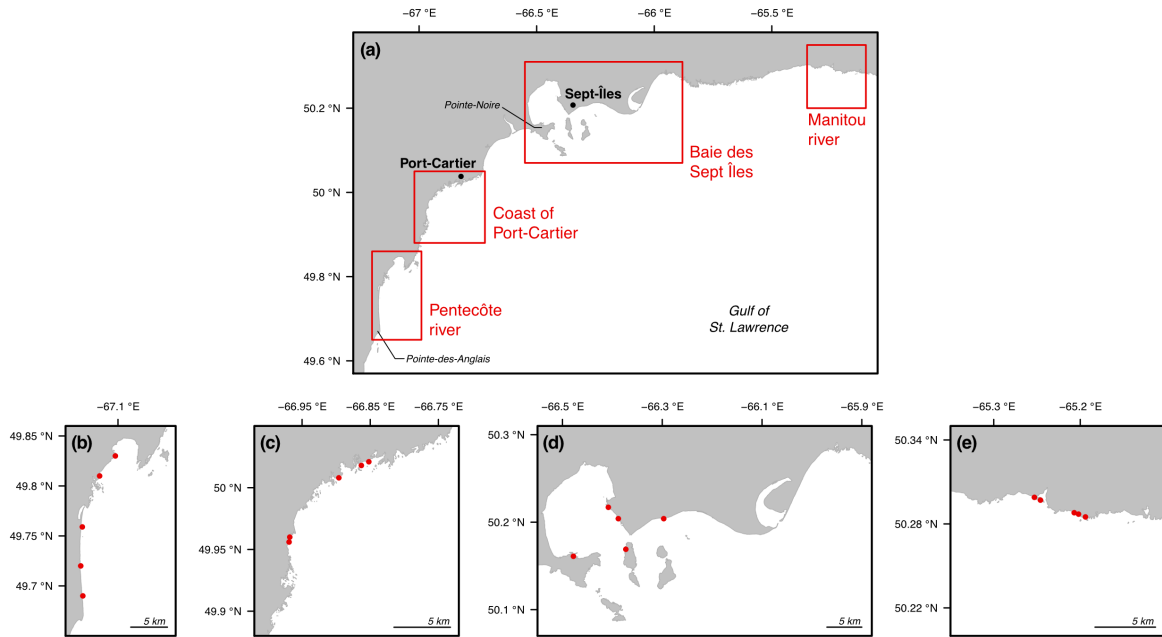 −67 °E −66.5 °E −66 °E −65.5 °E
(a)
50.2 °N
50 °N
49.8 °N
49.6 °N
Sept-Îles
Pointe-Noire
Manitou
river
Baie des
Sept Îles
Port-Cartier
Coast of
Port-Cartier
Pentecôte
river
Gulf of
St. Lawrence
Pointe-des-Anglais
−67.1 °E
(b)
49.85 °N
49.8 °N
49.75 °N
49.7 °N
5 km
−66.95 °E −66.85 °E −66.75 °E
(c)
50 °N
49.95 °N
49.9 °N
5 km
−66.5 °E −66.3 °E −66.1 °E −65.9 °E
(d)
50.3 °N
50.2 °N
50.1 °N
5 km
−65.3 °E −65.2 °E
(e)
50.34 °N
50.28 °N
50.22 °N
5 km